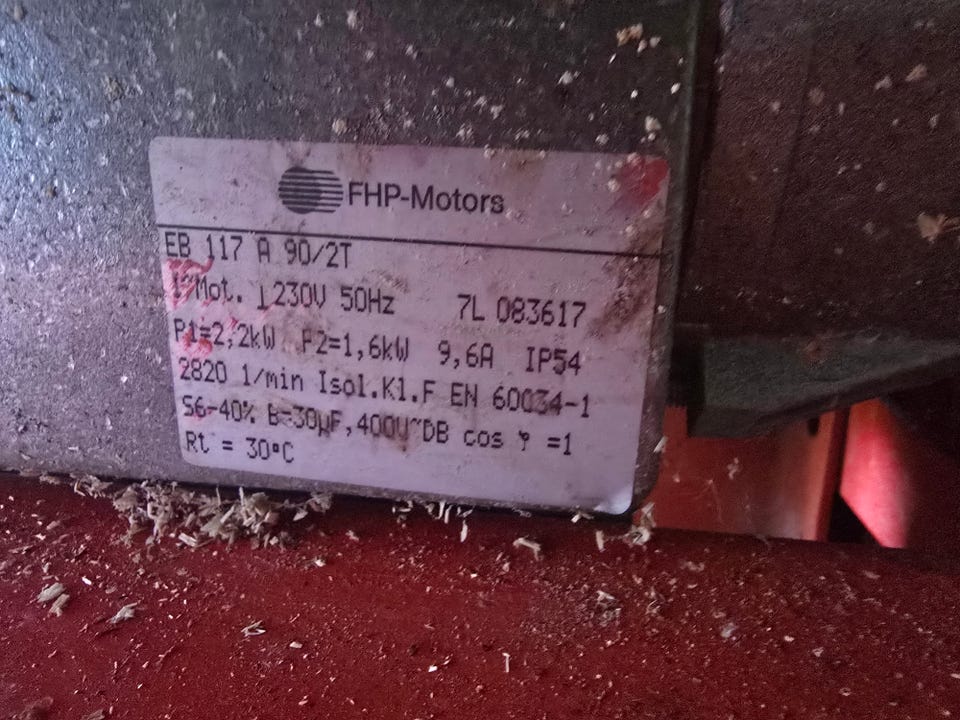 FHP-Motors
EB 117 A 90/2T
1~Mot. ⊥ 230V 50Hz 7L 083617
P1=2,2kW P2=1,6kW 9,6A IP54
2820 1/min Isol.Kl.F EN 60034-1
S6-40% B=30µF,400V~DB cos φ =1
Rt = 30°C